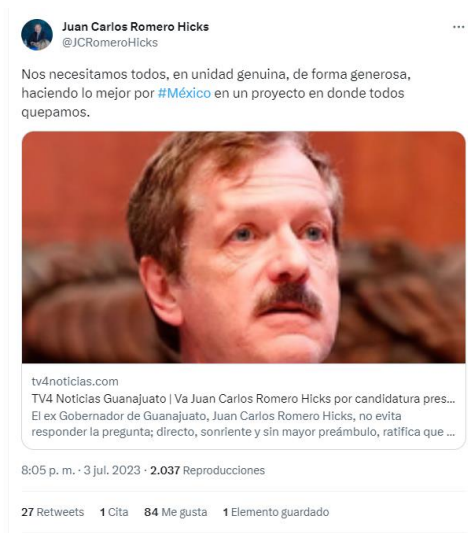 Juan Carlos Romero Hicks
@JCRomeroHicks
Nos necesitamos todos, en unidad genuina, de forma generosa,
haciendo lo mejor por #México en un proyecto en donde todos
quepamos.
tv4noticias.com
TV4 Noticias Guanajuato | Va Juan Carlos Romero Hicks por candidatura pres...
El ex Gobernador de Guanajuato, Juan Carlos Romero Hicks, no evita
responder la pregunta; directo, sonriente y sin mayor preámbulo, ratifica que ...
8:05 p. m. · 3 jul. 2023 · 2.037 Reproducciones
27 Retweets 1 Cita 84 Me gusta 1 Elemento guardado